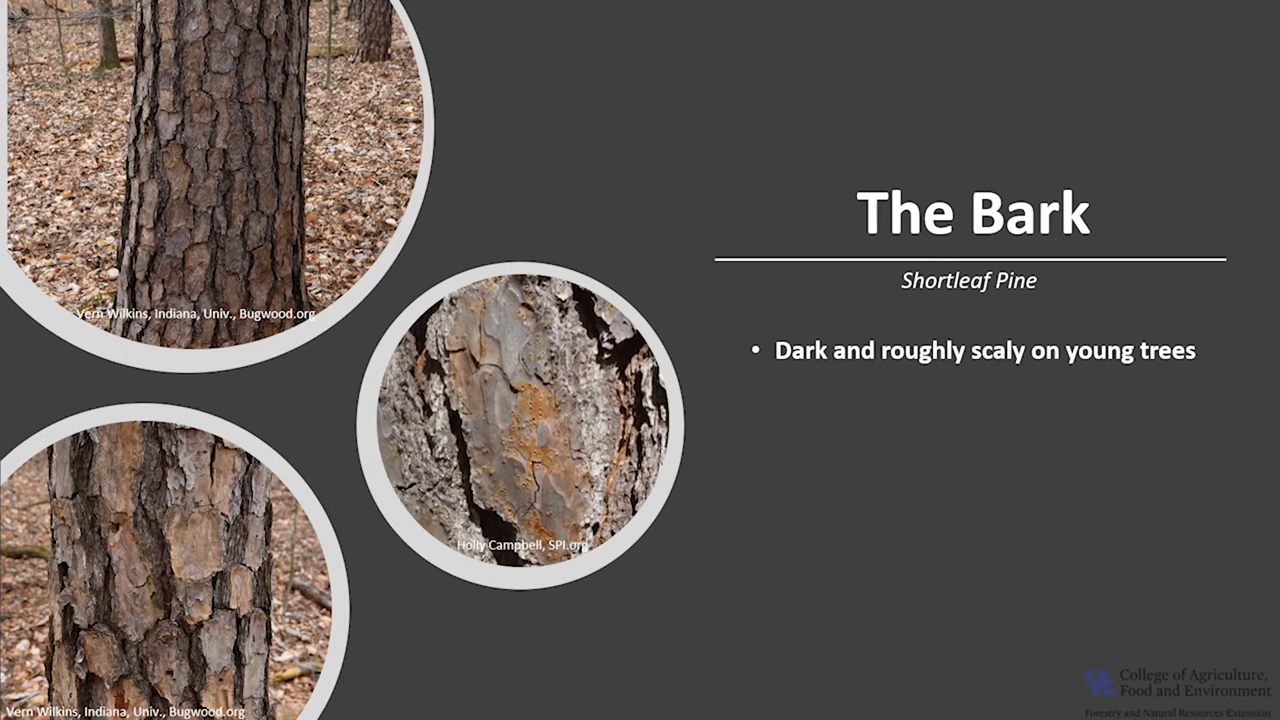 The Bark
Shortleaf Pine
• Dark and roughly scaly on young trees
Vern Wilkins, Indiana, Univ., Bugwood.org
Holly Campbell, SPI.org
Vern Wilkins, Indiana, Univ., Bugwood.org
UK College of Agriculture,
Food and Environment
Forestry and Natural Resources Extension